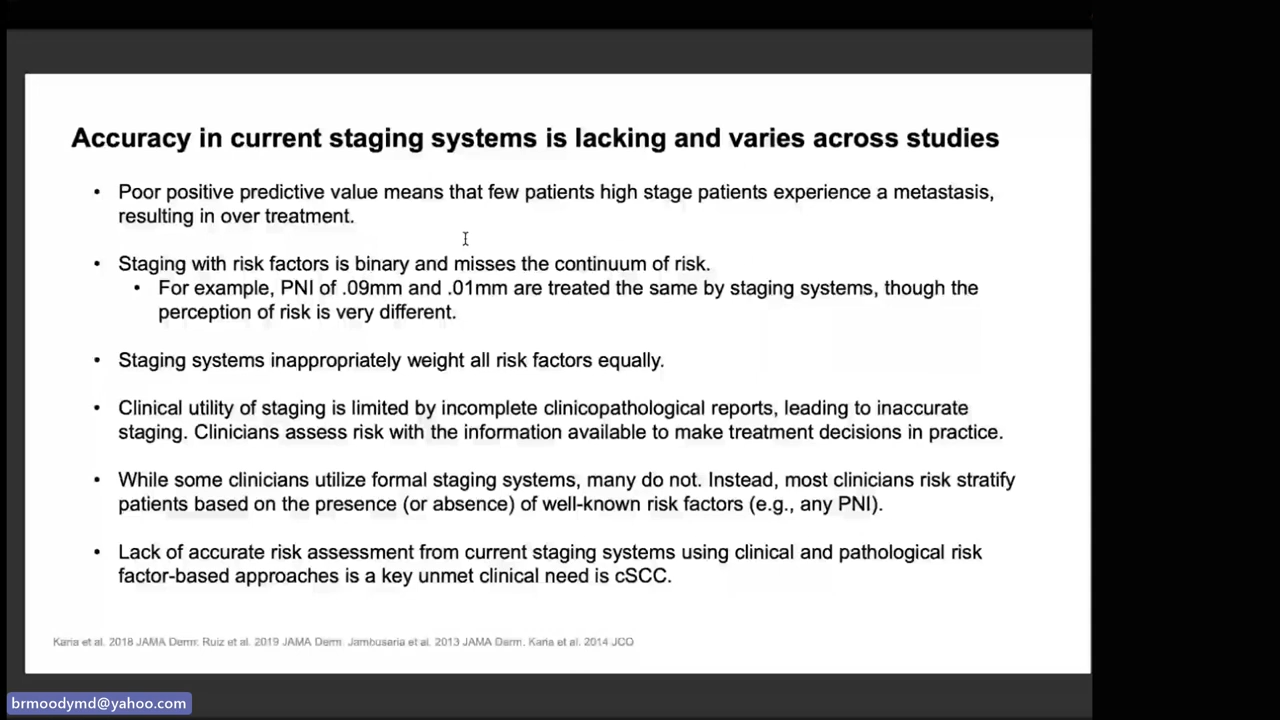 Accuracy in current staging systems is lacking and varies across studies
• Poor positive predictive value means that few patients high stage patients experience a metastasis,
resulting in over treatment.
• Staging with risk factors is binary and misses the continuum of risk.
• For example, PNI of .09mm and .01mm are treated the same by staging systems, though the
perception of risk is very different.
• Staging systems inappropriately weight all risk factors equally.
• Clinical utility of staging is limited by incomplete clinicopathological reports, leading to inaccurate
staging. Clinicians assess risk with the information available to make treatment decisions in practice.
• While some clinicians utilize formal staging systems, many do not. Instead, most clinicians risk stratify
patients based on the presence (or absence) of well-known risk factors (e.g., any PNI).
• Lack of accurate risk assessment from current staging systems using clinical and pathological risk
factor-based approaches is a key unmet clinical need is cSCC.
Karia et al. 2018 JAMA Derm; Ruiz et al. 2019 JAMA Derm. Jambusaria et al. 2013 JAMA Derm, Karia et al. 2014 JCO
brmoodymd@yahoo.com